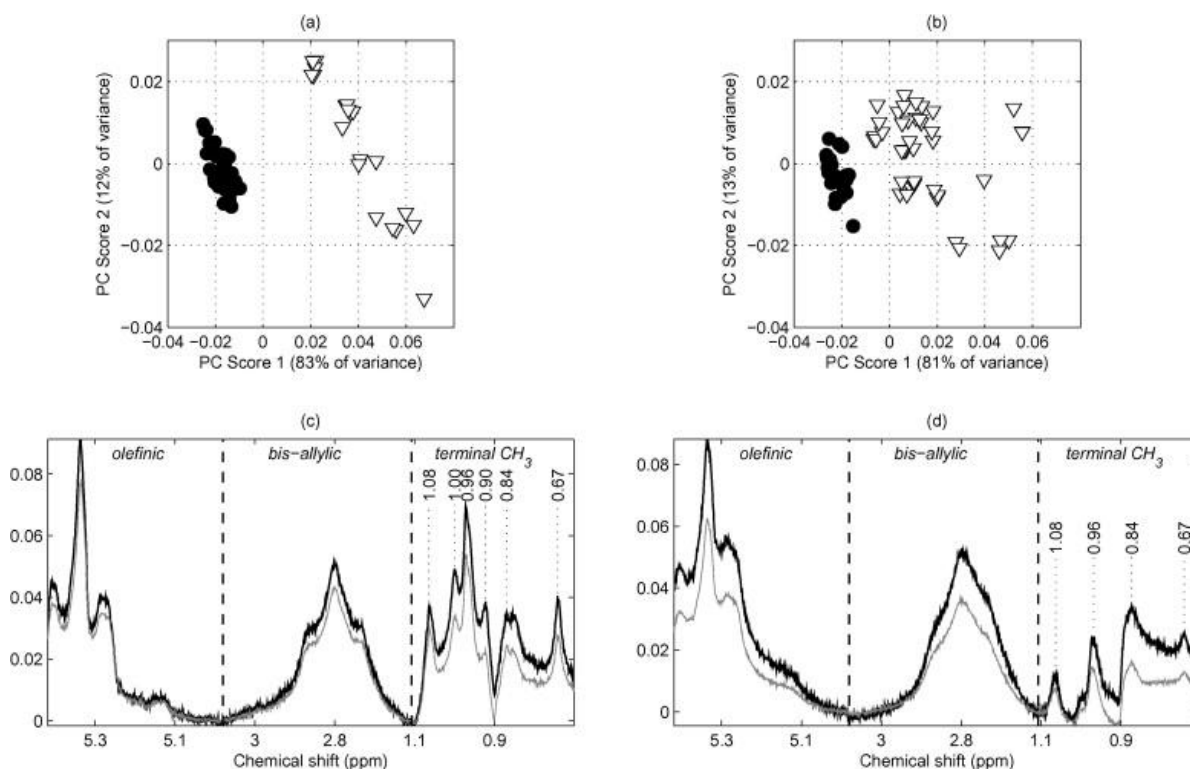 (a)
(b)
PC Score 2 (12% of variance)
0.02
0
−0.02
−0.04
−0.04 −0.02 0 0.02 0.04 0.06
PC Score 1 (83% of variance)
PC Score 2 (13% of variance)
0.02
0
−0.02
−0.04
−0.04 −0.02 0 0.02 0.04 0.06
PC Score 1 (81% of variance)
(c)
olefinic bis−allylic terminal CH3
1.08 1.00 0.96 0.90 0.84 0.67
0.08
0.06
0.04
0.02
0
5.3 5.1 3 2.8 1.1 0.9
Chemical shift (ppm)
(d)
olefinic bis−allylic terminal CH3
1.08 0.96 0.84 0.67
0.08
0.06
0.04
0.02
0
5.3 5.1 3 2.8 1.1 0.9
Chemical shift (ppm)